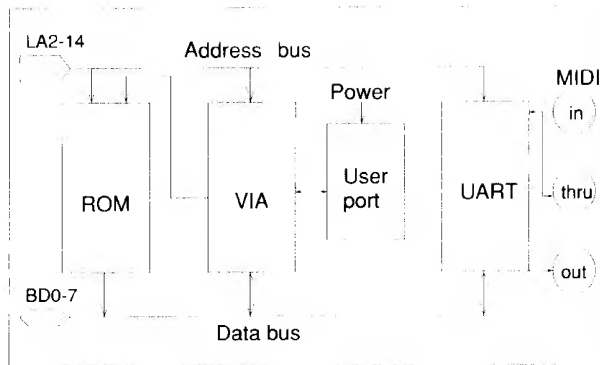 LA2-14
Address bus
MIDI
Power
in
ROM
VIA
User
port
UART
thru
out
BD0-7
Data bus